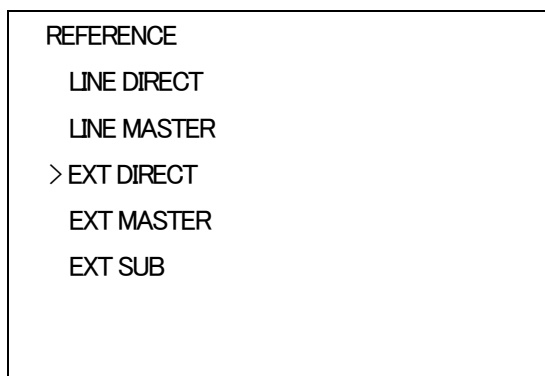 REFERENCE
LINE DIRECT
LINE MASTER
> EXT DIRECT
EXT MASTER
EXT SUB